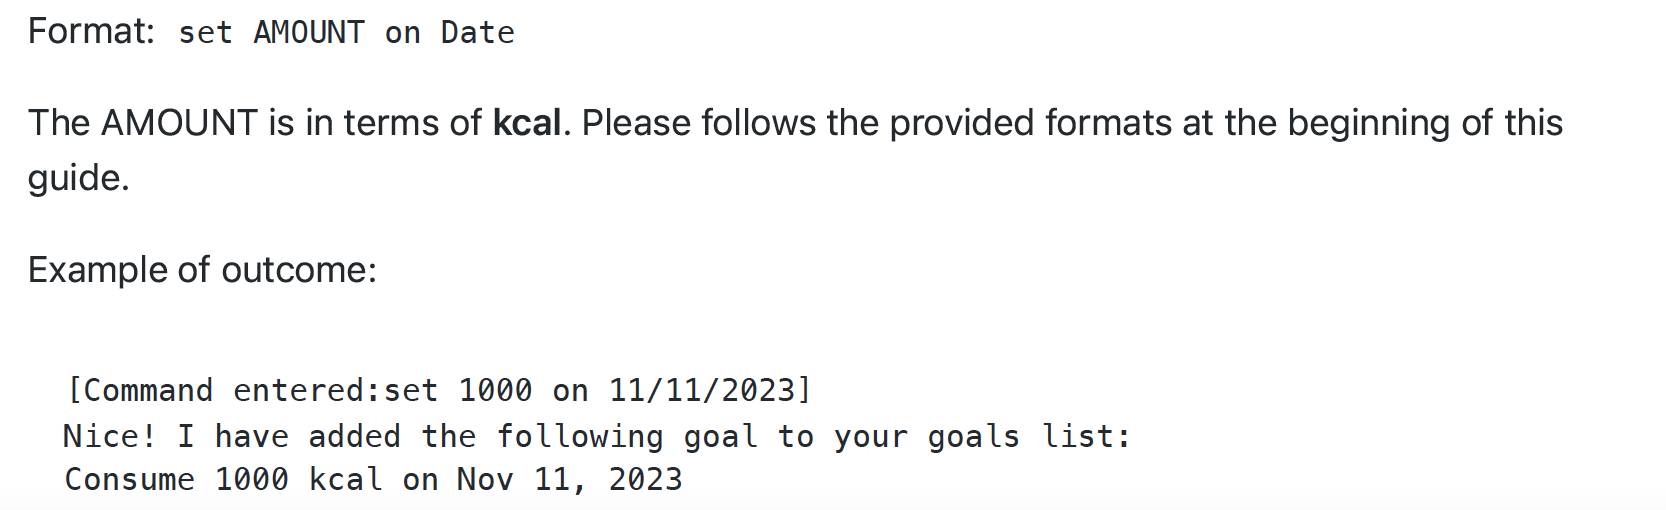 Format: set AMOUNT on Date
The AMOUNT is in terms of kcal. Please follows the provided formats at the beginning of this
guide.
Example of outcome:
[Command entered:set 1000 on 11/11/2023]
Nice! I have added the following goal to your goals list:
Consume 1000 kcal on Nov 11, 2023